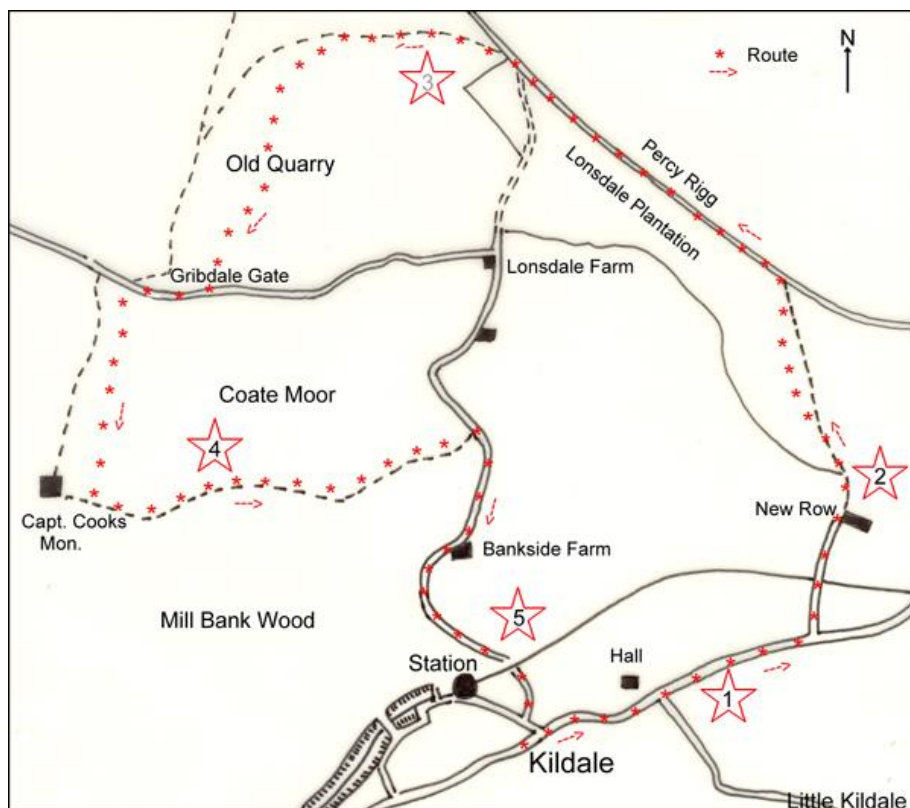 N
Route
3
Old Quarry
Percy Rigg
Lonsdale Plantation
Gribdale Gate
Lonsdale Farm
Coate Moor
4
2
Capt. Cooks
Mon.
New Row
Bankside Farm
Mill Bank Wood
5
Station
Hall
1
Kildale
Little Kildale